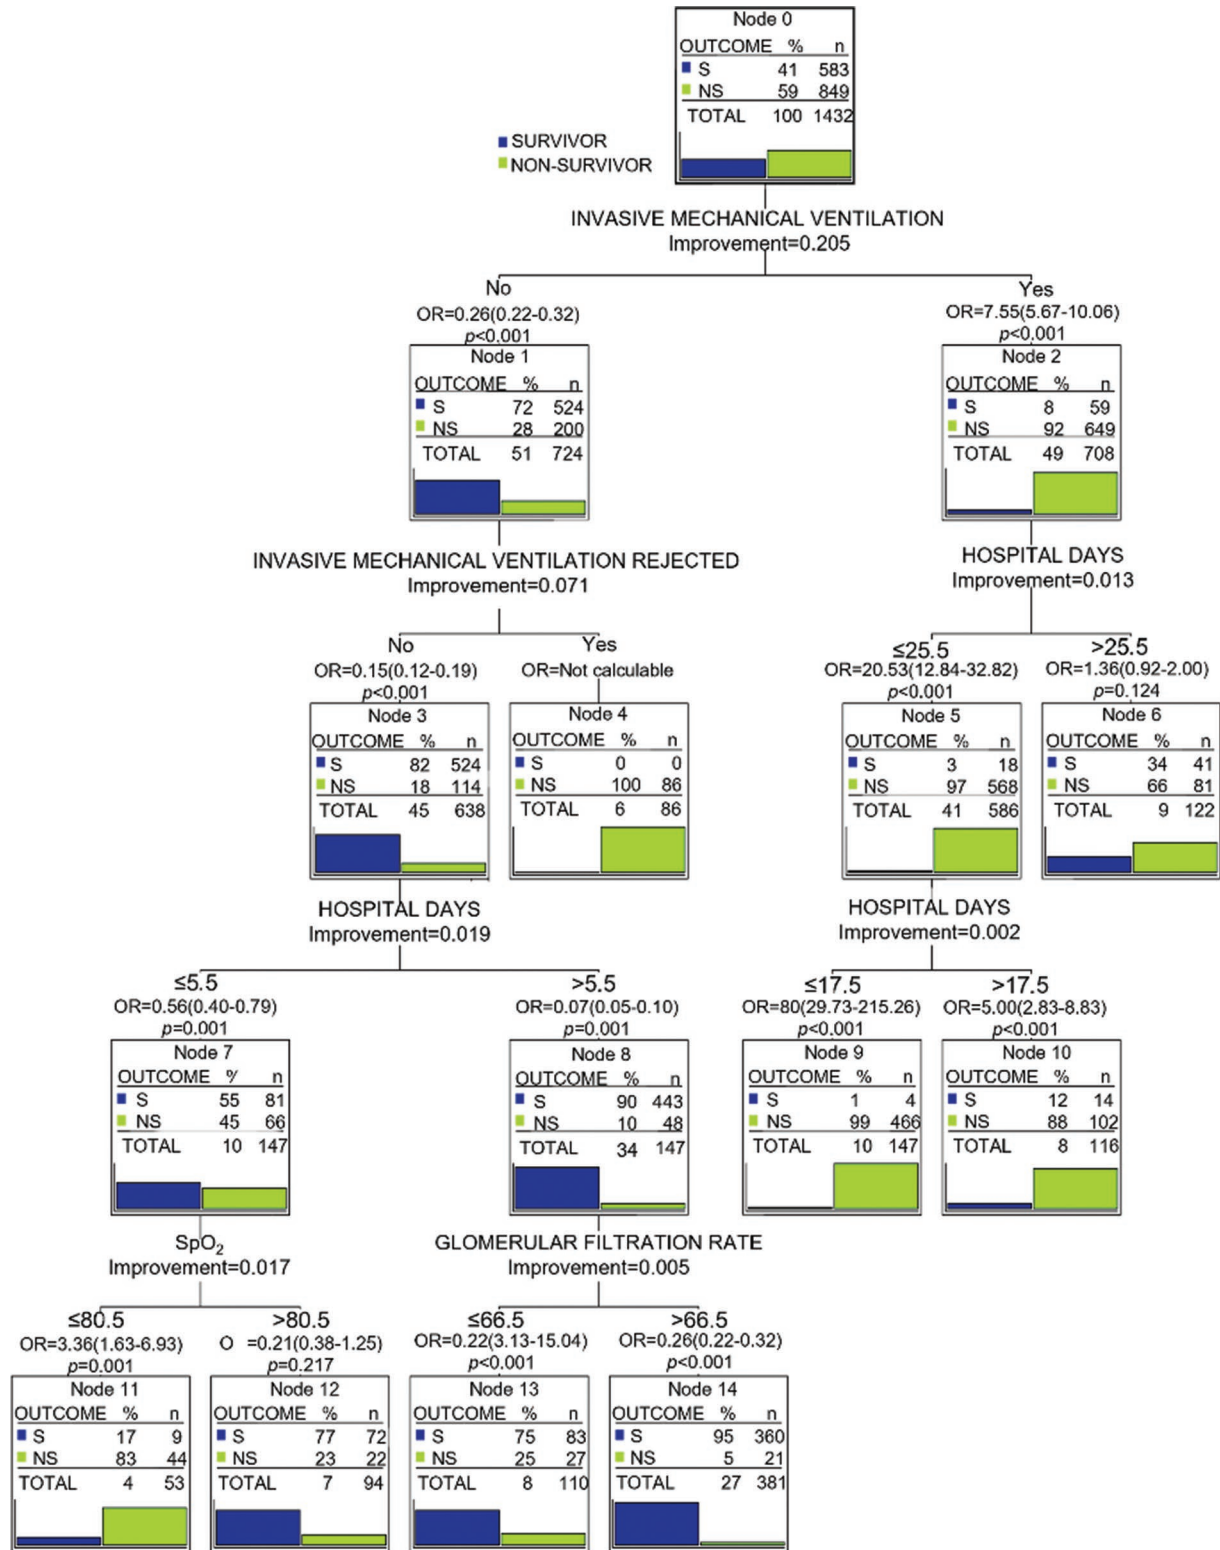 Node 0
OUTCOME % n
S 41 583
NS 59 849
TOTAL 100 1432
SURVIVOR
NON-SURVIVOR
INVASIVE MECHANICAL VENTILATION
Improvement=0.205
No
OR=0.26(0.22-0.32)
p<0.001
Node 1
OUTCOME % n
S 72 524
NS 28 200
TOTAL 51 724
Yes
OR=7.55(5.67-10.06)
p<0.001
Node 2
OUTCOME % n
S 8 59
NS 92 649
TOTAL 49 708
INVASIVE MECHANICAL VENTILATION REJECTED
Improvement=0.071
HOSPITAL DAYS
Improvement=0.013
No
OR=0.15(0.12-0.19)
p<0.001
Node 3
OUTCOME % n
S 82 524
NS 18 114
TOTAL 45 638
Yes
OR=Not calculable
Node 4
OUTCOME % n
S 0 0
NS 100 86
TOTAL 6 86
≤25.5
OR=20.53(12.84-32.82)
p<0.001
Node 5
OUTCOME % n
S 3 18
NS 97 568
TOTAL 41 586
>25.5
OR=1.36(0.92-2.00)
p=0.124
Node 6
OUTCOME % n
S 34 41
NS 66 81
TOTAL 9 122
HOSPITAL DAYS
Improvement=0.019
HOSPITAL DAYS
Improvement=0.002
≤5.5
OR=0.56(0.40-0.79)
p=0.001
Node 7
OUTCOME % n
S 55 81
NS 45 66
TOTAL 10 147
>5.5
OR=0.07(0.05-0.10)
p=0.001
Node 8
OUTCOME % n
S 90 443
NS 10 48
TOTAL 34 147
≤17.5
OR=80(29.73-215.26)
p<0.001
Node 9
OUTCOME % n
S 1 4
NS 99 466
TOTAL 10 147
>17.5
OR=5.00(2.83-8.83)
p<0.001
Node 10
OUTCOME % n
S 12 14
NS 88 102
TOTAL 8 116
SpO₂
Improvement=0.017
GLOMERULAR FILTRATION RATE
Improvement=0.005
≤80.5
OR=3.36(1.63-6.93)
p=0.001
Node 11
OUTCOME % n
S 17 9
NS 83 44
TOTAL 4 53
>80.5
O =0.21(0.38-1.25)
p=0.217
Node 12
OUTCOME % n
S 77 72
NS 23 22
TOTAL 7 94
≤66.5
OR=0.22(3.13-15.04)
p<0.001
Node 13
OUTCOME % n
S 75 83
NS 25 27
TOTAL 8 110
>66.5
OR=0.26(0.22-0.32)
p<0.001
Node 14
OUTCOME % n
S 95 360
NS 5 21
TOTAL 27 381